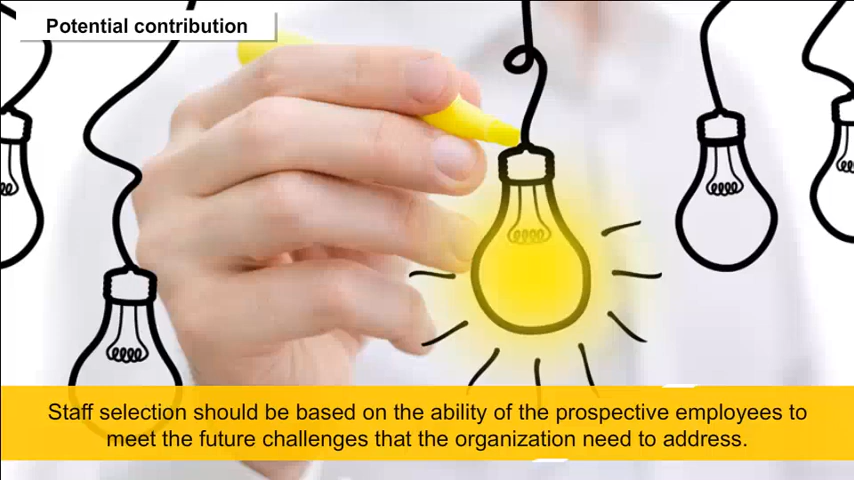 Potential contribution
Staff selection should be based on the ability of the prospective employees to
meet the future challenges that the organization need to address.